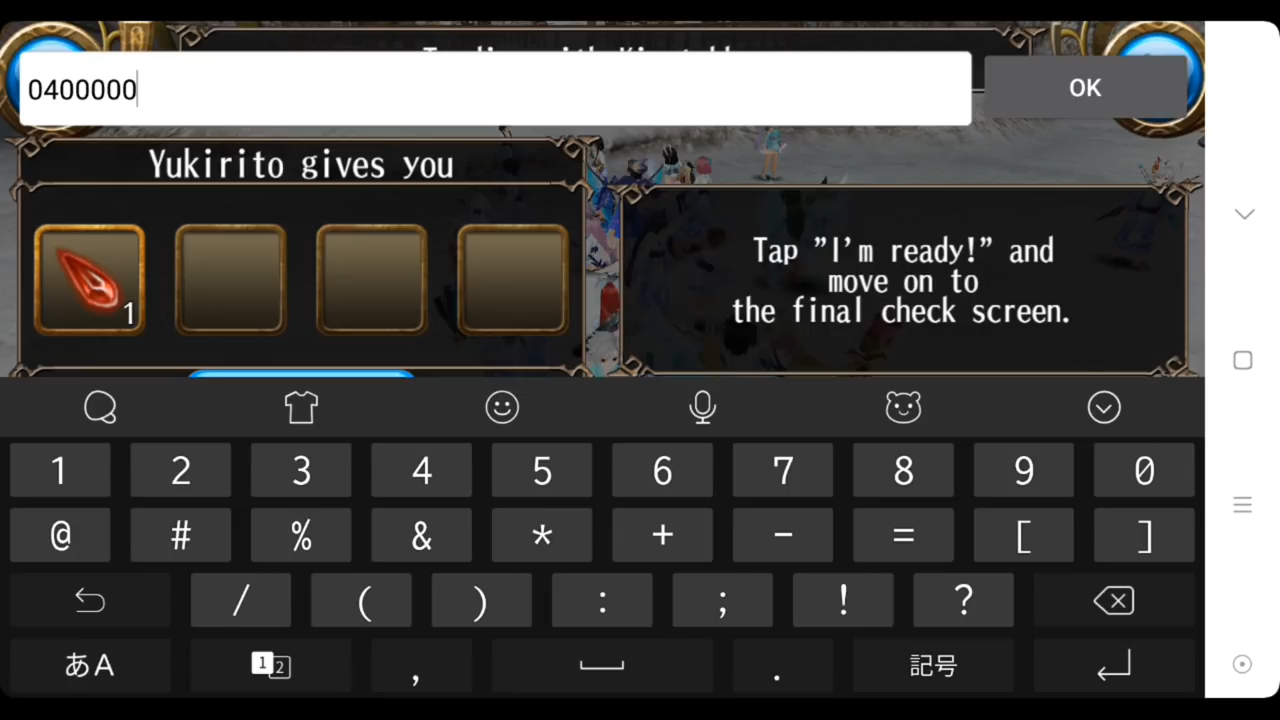 0400000
OK
Yukirito gives you
1
Tap "I'm ready!" and
move on to
the final check screen.
1 2 3 4 5 6 7 8 9 0
@ # % & * + - = [ ]
/ ( ) : ; ! ?
あA 12 , . 記号